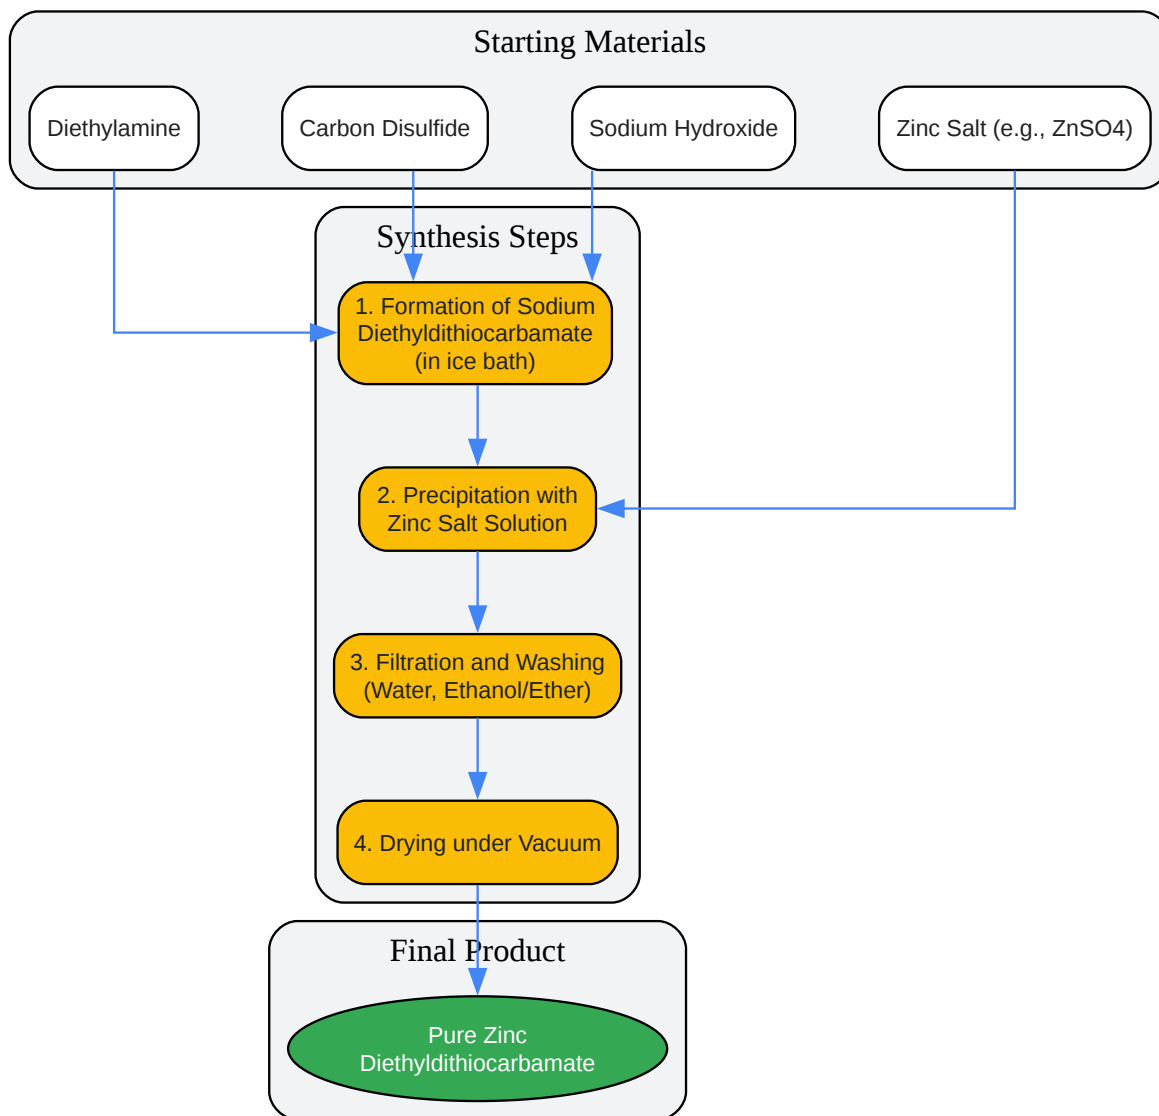 Starting Materials
Diethylamine
Carbon Disulfide
Sodium Hydroxide
Zinc Salt (e.g., ZnSO4)
Synthesis Steps
1. Formation of Sodium
Diethyldithiocarbamate
(in ice bath)
2. Precipitation with
Zinc Salt Solution
3. Filtration and Washing
(Water, Ethanol/Ether)
4. Drying under Vacuum
Final Product
Pure Zinc
Diethyldithiocarbamate